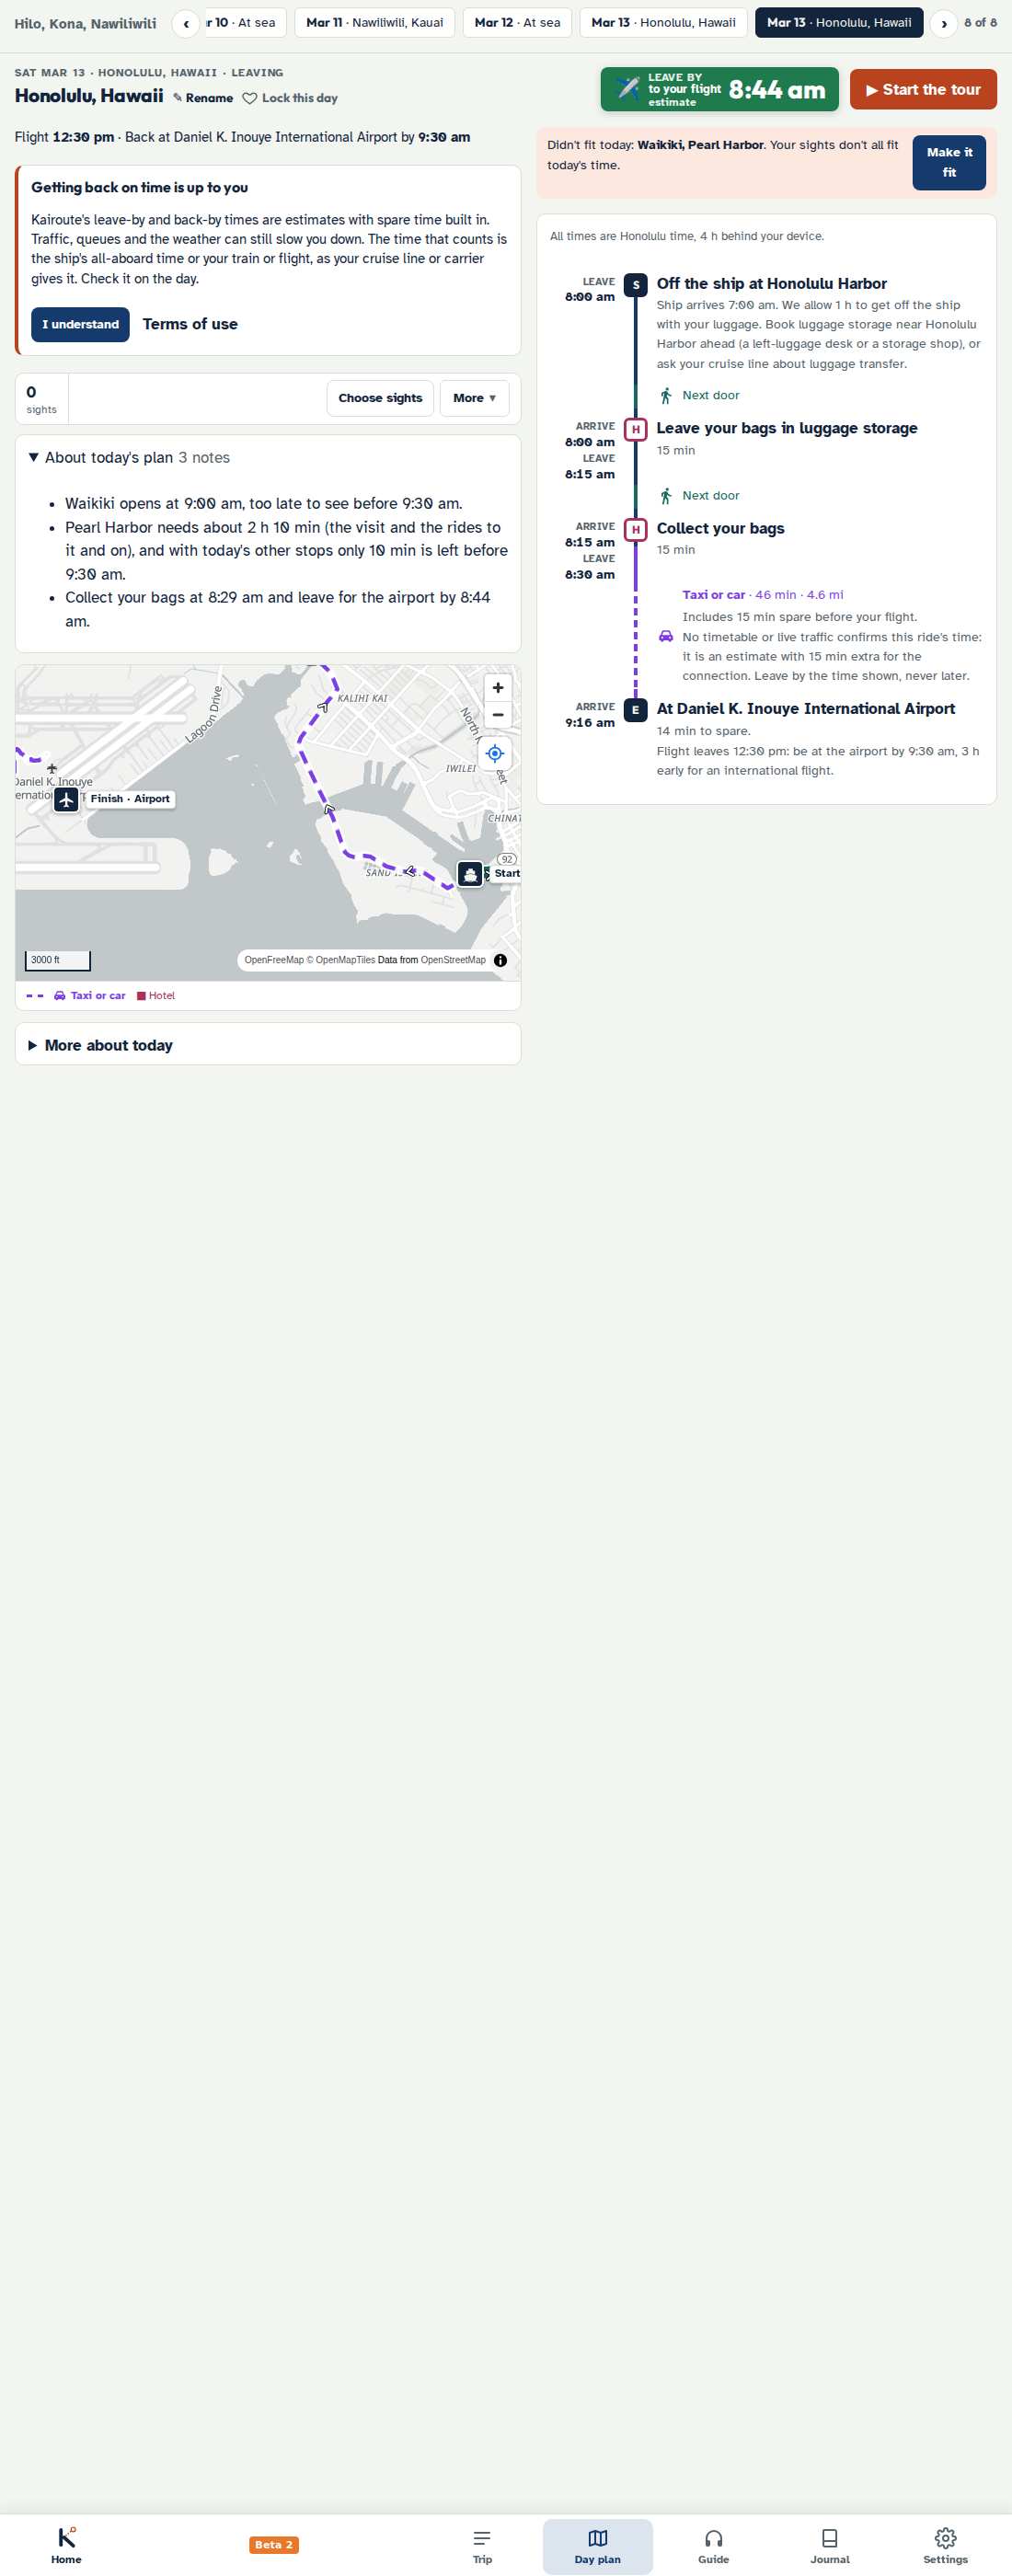 Hilo, Kona, Nawiliwili
‹
r 10 · At sea
Mar 11 · Nawiliwili, Kauai
Mar 12 · At sea
Mar 13 · Honolulu, Hawaii
Mar 13 · Honolulu, Hawaii
›
8 of 8
SAT MAR 13 · HONOLULU, HAWAII · LEAVING
Honolulu, Hawaii ✎ Rename Lock this day
LEAVE BY
to your flight
estimate
8:44 am
▶ Start the tour
Flight 12:30 pm · Back at Daniel K. Inouye International Airport by 9:30 am
Getting back on time is up to you
Kairoute's leave-by and back-by times are estimates with spare time built in.
Traffic, queues and the weather can still slow you down. The time that counts is
the ship's all-aboard time or your train or flight, as your cruise line or carrier
gives it. Check it on the day.
I understand
Terms of use
0
sights
Choose sights
More ▼
▼ About today's plan 3 notes
• Waikiki opens at 9:00 am, too late to see before 9:30 am.
• Pearl Harbor needs about 2 h 10 min (the visit and the rides to
it and on), and with today's other stops only 10 min is left before
9:30 am.
• Collect your bags at 8:29 am and leave for the airport by 8:44
am.
Lagoon Drive
KALIHI KAI
North
IWILEI
eet
CHINAT
92
SAND
Daniel K. Inouye
Finish · Airport
Start
+
−
3000 ft
OpenFreeMap © OpenMapTiles Data from OpenStreetMap
Taxi or car
Hotel
▶ More about today
Didn't fit today: Waikiki, Pearl Harbor. Your sights don't all fit
today's time.
Make it
fit
All times are Honolulu time, 4 h behind your device.
LEAVE
8:00 am
S
Off the ship at Honolulu Harbor
Ship arrives 7:00 am. We allow 1 h to get off the ship
with your luggage. Book luggage storage near Honolulu
Harbor ahead (a left-luggage desk or a storage shop), or
ask your cruise line about luggage transfer.
Next door
ARRIVE
8:00 am
LEAVE
8:15 am
H
Leave your bags in luggage storage
15 min
Next door
ARRIVE
8:15 am
LEAVE
8:30 am
H
Collect your bags
15 min
Taxi or car · 46 min · 4.6 mi
Includes 15 min spare before your flight.
No timetable or live traffic confirms this ride's time:
it is an estimate with 15 min extra for the
connection. Leave by the time shown, never later.
ARRIVE
9:16 am
E
At Daniel K. Inouye International Airport
14 min to spare.
Flight leaves 12:30 pm: be at the airport by 9:30 am, 3 h
early for an international flight.
Home
Beta 2
Trip
Day plan
Guide
Journal
Settings